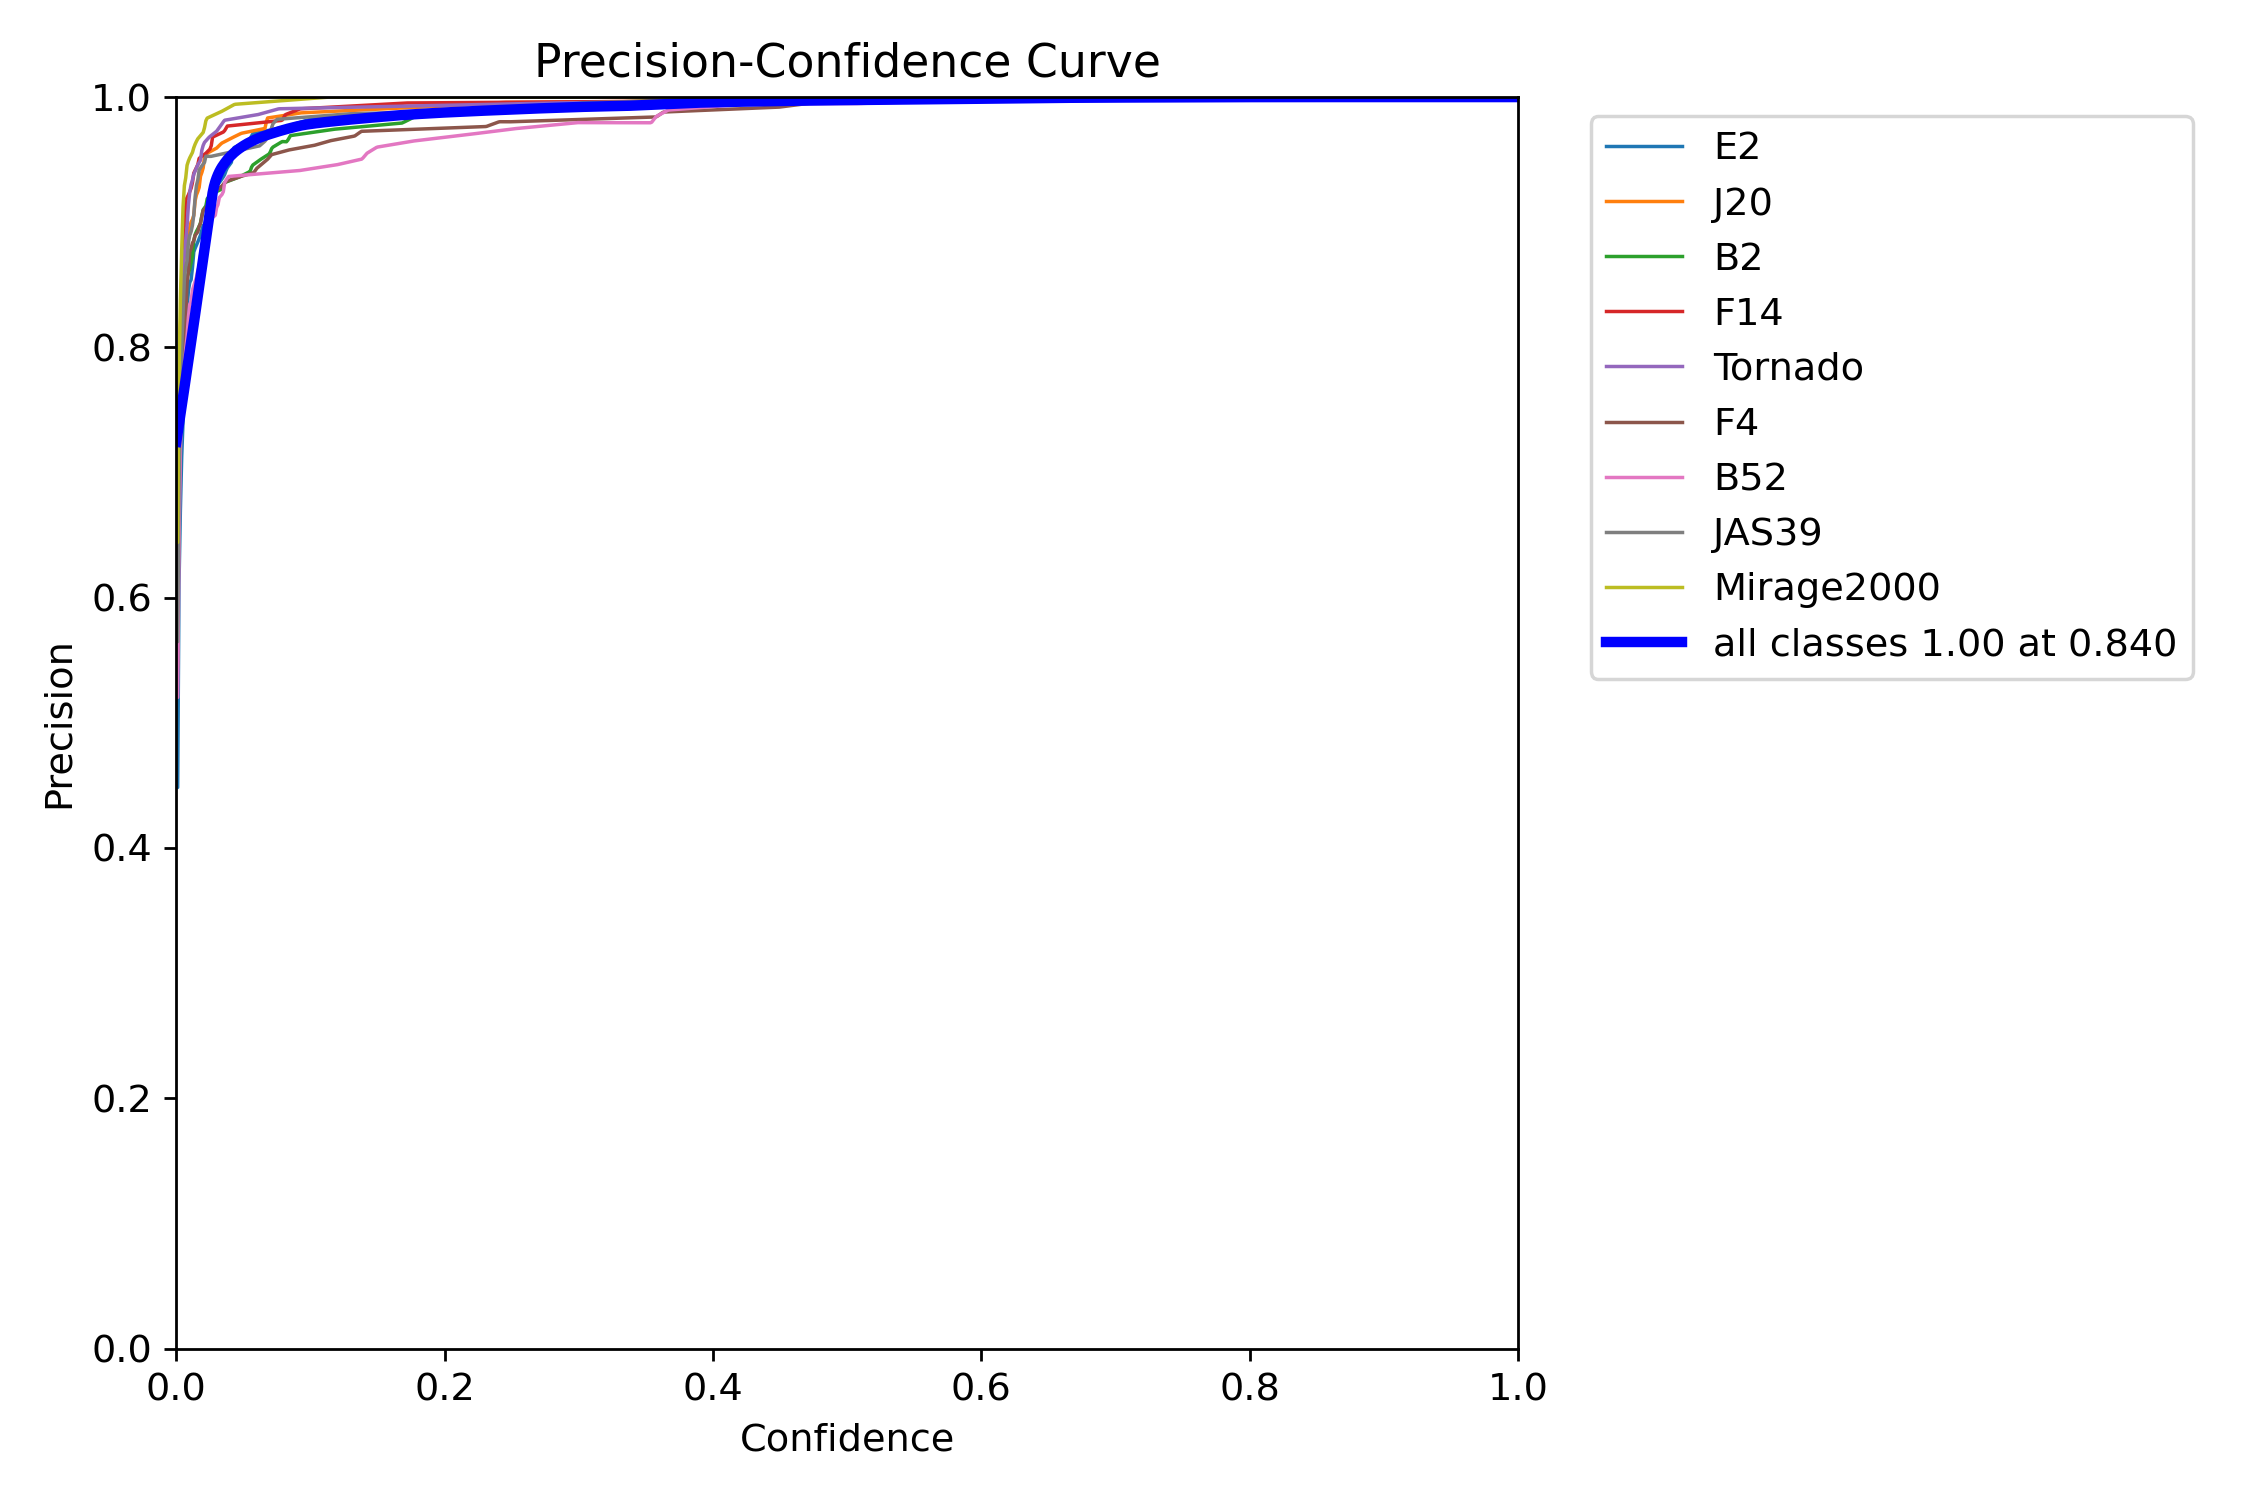 Precision-Confidence Curve
Precision
1.0
0.8
0.6
0.4
0.2
0.0
0.0 0.2 0.4 0.6 0.8 1.0
Confidence
E2
J20
B2
F14
Tornado
F4
B52
JAS39
Mirage2000
all classes 1.00 at 0.840